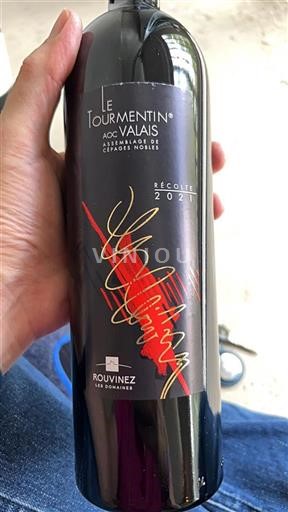 LE
TOURMENTIN®
AOC VALAIS
ASSEMBLAGE DE
CÉPAGES NOBLES
RÉCOLTE
2021
VINIOU
ROUVINEZ
LES DOMAINES